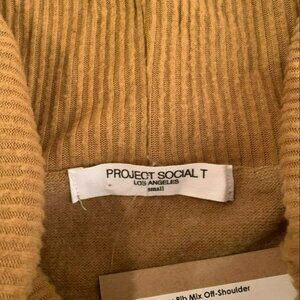 PROJECT SOCIAL T
LOS ANGELES
small
Rib Mix Off-Shoulder